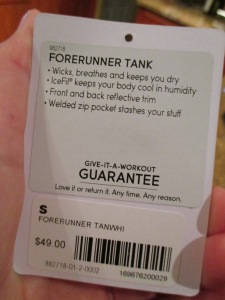 982718
FORERUNNER TANK
• Wicks, breathes and keeps you dry
• IceFil® keeps your body cool in humidity
• Front and back reflective trim
• Welded zip pocket stashes your stuff
GIVE-IT-A-WORKOUT
GUARANTEE
Love it or return it. Any time. Any reason.
S
FORERUNNER TANWHI
$49.00
982718-01-2-0002
169676200029